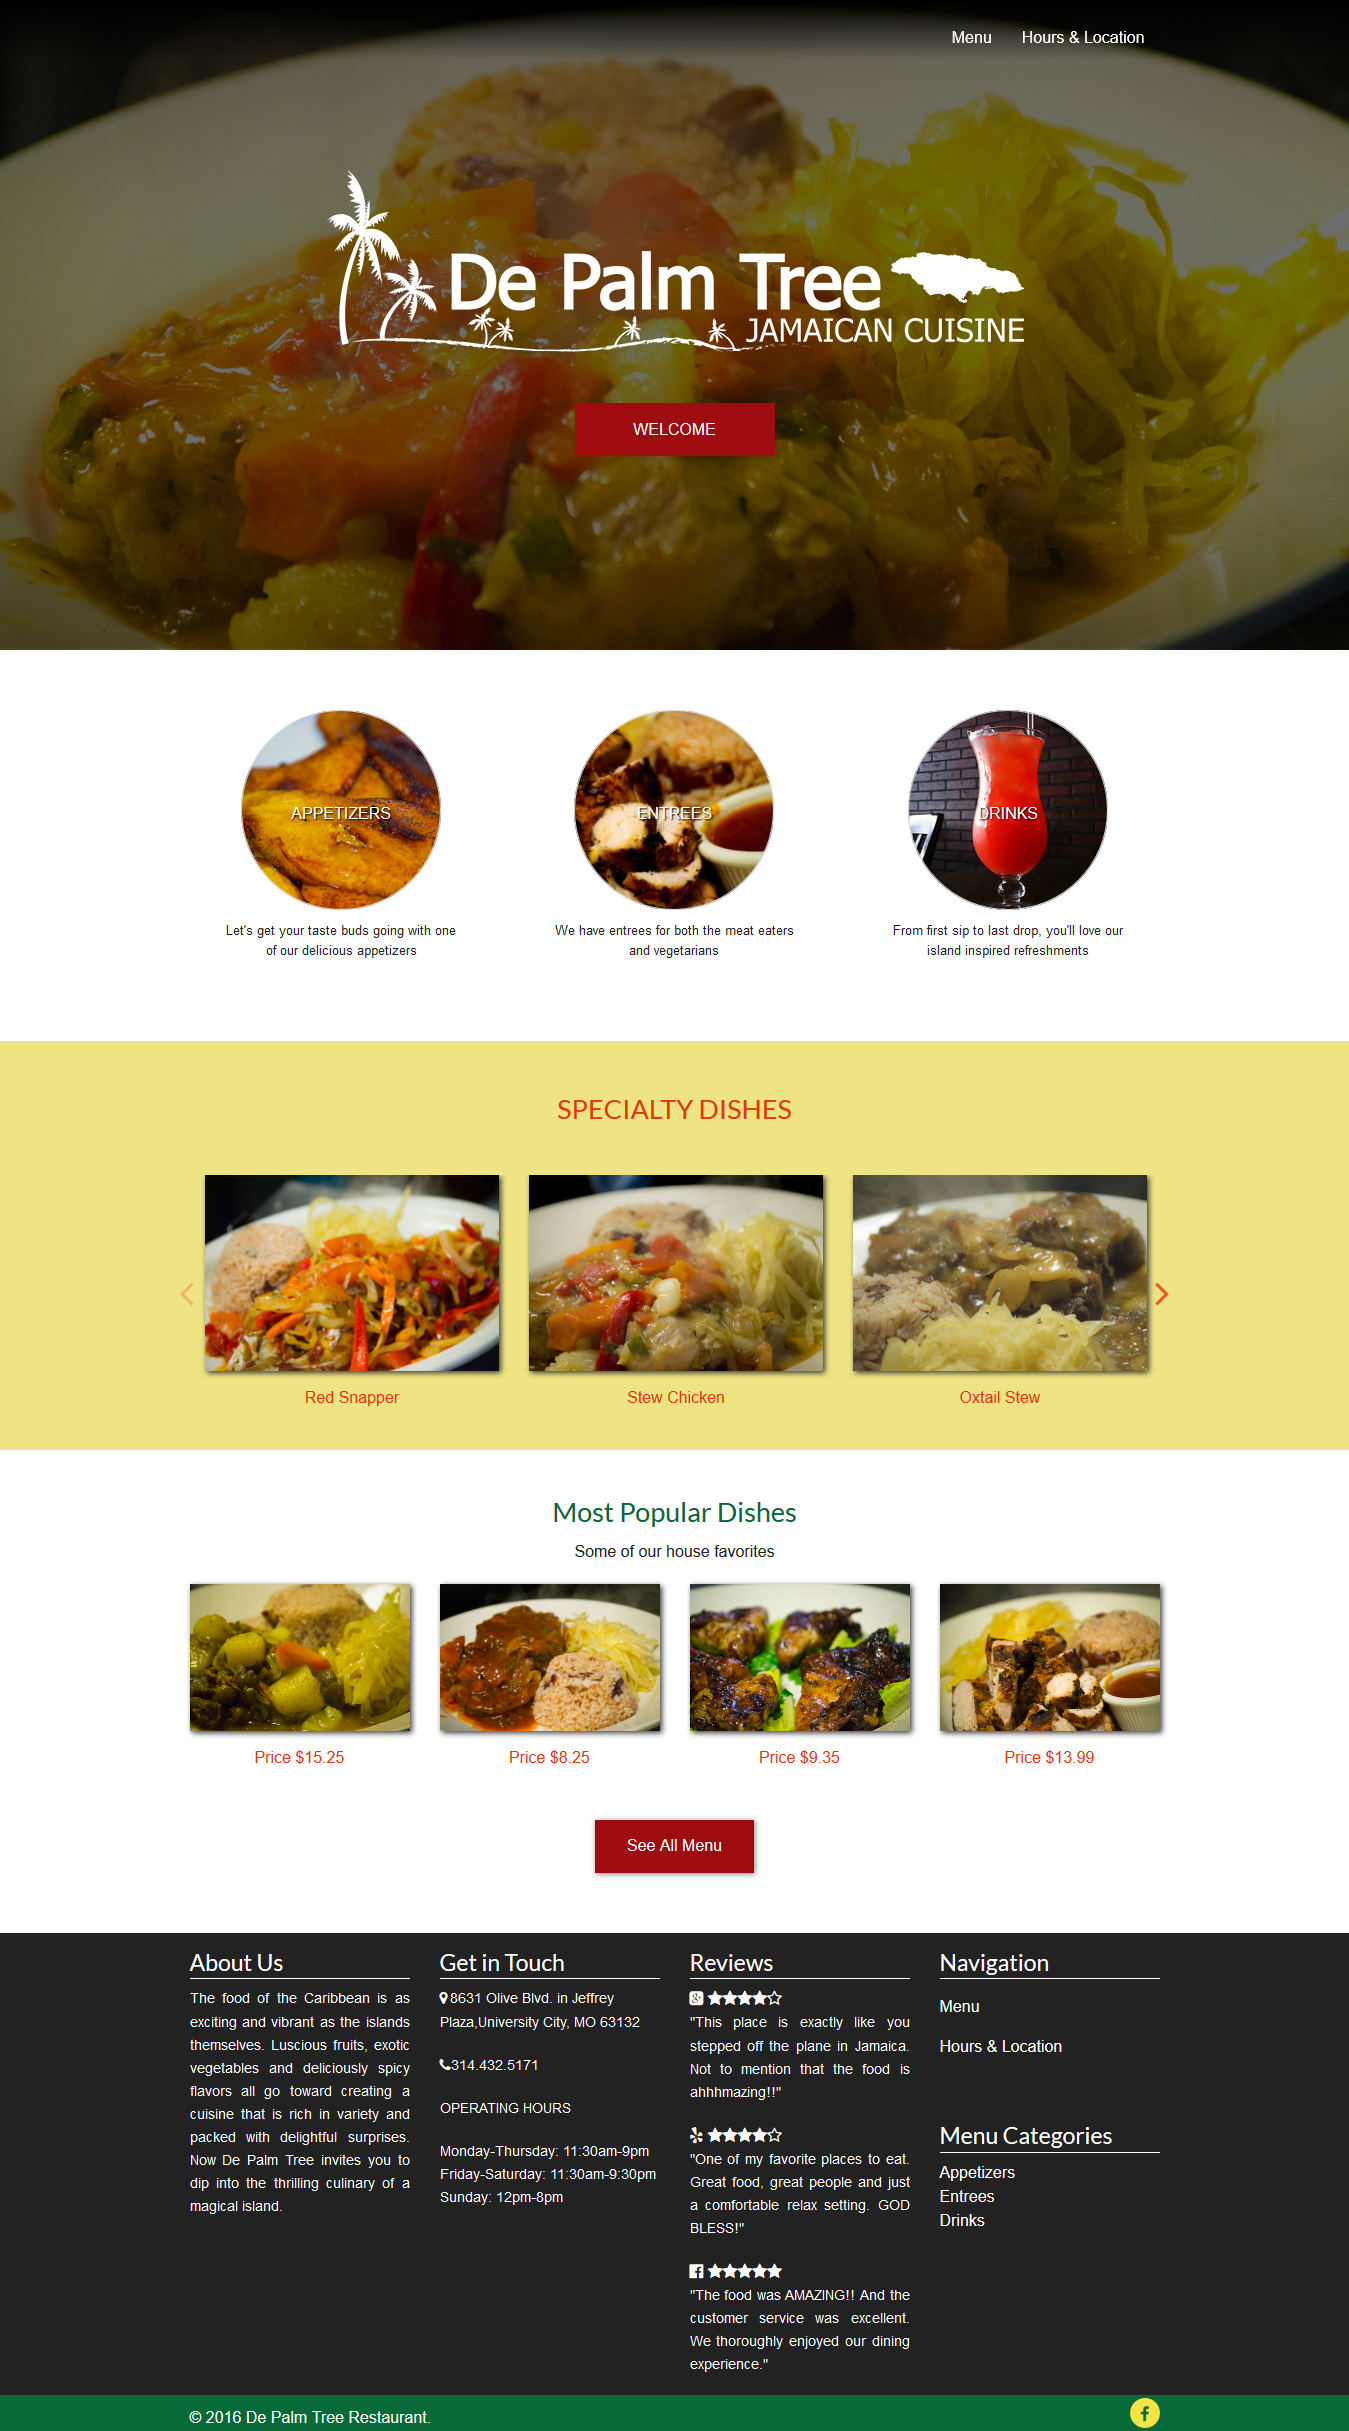 Menu Hours & Location
De Palm Tree
JAMAICAN CUISINE
WELCOME
APPETIZERS
Let's get your taste buds going with one
of our delicious appetizers
ENTREES
We have entrees for both the meat eaters
and vegetarians
DRINKS
From first sip to last drop, you'll love our
island inspired refreshments
SPECIALTY DISHES
Red Snapper
Stew Chicken
Oxtail Stew
Most Popular Dishes
Some of our house favorites
Price $15.25
Price $8.25
Price $9.35
Price $13.99
See All Menu
About Us
The food of the Caribbean is as
exciting and vibrant as the islands
themselves. Luscious fruits, exotic
vegetables and deliciously spicy
flavors all go toward creating a
cuisine that is rich in variety and
packed with delightful surprises.
Now De Palm Tree invites you to
dip into the thrilling culinary of a
magical island.
Get in Touch
8631 Olive Blvd. in Jeffrey
Plaza,University City, MO 63132
314.432.5171
OPERATING HOURS
Monday-Thursday: 11:30am-9pm
Friday-Saturday: 11:30am-9:30pm
Sunday: 12pm-8pm
Reviews
"This place is exactly like you
stepped off the plane in Jamaica.
Not to mention that the food is
ahhhmazing!!"
"One of my favorite places to eat.
Great food, great people and just
a comfortable relax setting. GOD
BLESS!"
"The food was AMAZING!! And the
customer service was excellent.
We thoroughly enjoyed our dining
experience."
Navigation
Menu
Hours & Location
Menu Categories
Appetizers
Entrees
Drinks
© 2016 De Palm Tree Restaurant.